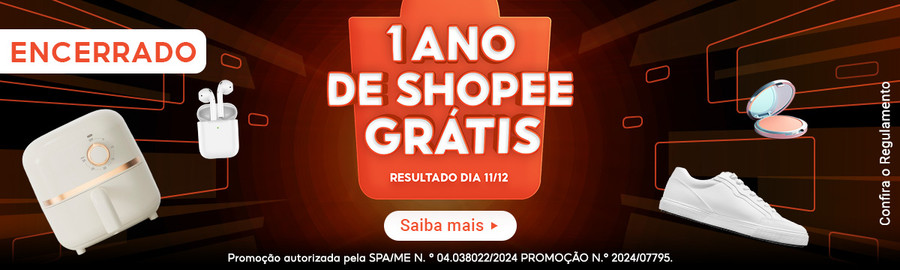 ENCERRADO
1 ANO
DE SHOPEE
GRÁTIS
RESULTADO DIA 11/12
Saiba mais
Confira o Regulamento
Promoção autorizada pela SPA/ME N. º 04.038022/2024 PROMOÇÃO N.º 2024/07795.